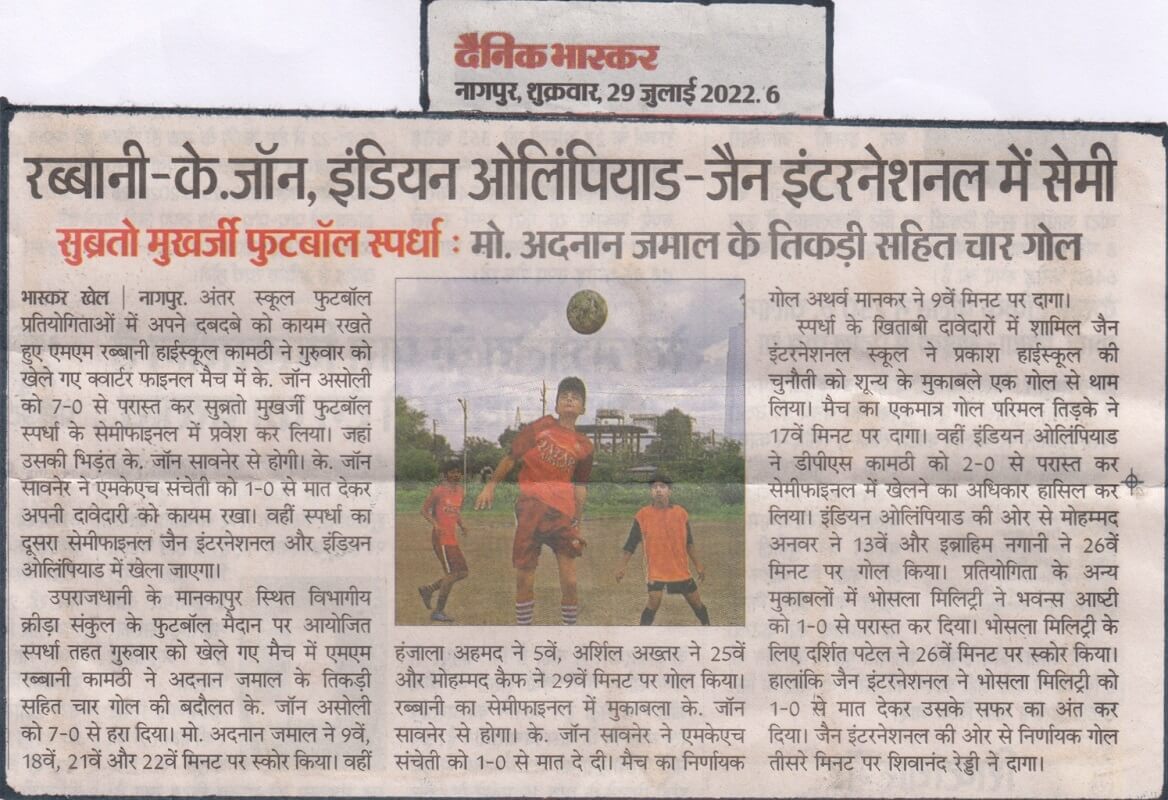 दैनिक भास्कर
नागपुर, शुक्रवार, 29 जुलाई 2022. 6
रब्बानी-के.जॉन, इंडियन ओलिंपियाड-जैन इंटरनेशनल में सेमी
सुब्रतो मुखर्जी फुटबॉल स्पर्धा : मो. अदनान जमाल के तिकड़ी सहित चार गोल
भास्कर खेल | नागपुर. अंतर स्कूल फुटबॉल
प्रतियोगिताओं में अपने दबदबे को कायम रखते
हुए एमएम रब्बानी हाईस्कूल कामठी ने गुरुवार को
खेले गए क्वार्टर फाइनल मैच में के. जॉन असोली
को 7-0 से परास्त कर सुब्रतो मुखर्जी फुटबॉल
स्पर्धा के सेमीफाइनल में प्रवेश कर लिया। जहां
उसकी भिड़ंत के. जॉन सावनेर से होगी। के. जॉन
सावनेर ने एमकेएच संचेती को 1-0 से मात देकर
अपनी दावेदारी को कायम रखा। वहीं स्पर्धा का
दूसरा सेमीफाइनल जैन इंटरनेशनल और इंडियन
ओलिंपियाड में खेला जाएगा।
उपराजधानी के मानकापुर स्थित विभागीय
क्रीड़ा संकुल के फुटबॉल मैदान पर आयोजित
स्पर्धा तहत गुरुवार को खेले गए मैच में एमएम
रब्बानी कामठी ने अदनान जमाल के तिकड़ी
सहित चार गोल की बदौलत के. जॉन असोली
को 7-0 से हरा दिया। मो. अदनान जमाल ने 9वें,
18वें, 21वें और 22वें मिनट पर स्कोर किया। वहीं
हंजाला अहमद ने 5वें, अर्शिल अख्तर ने 25वें
और मोहम्मद कैफ ने 29वें मिनट पर गोल किया।
रब्बानी का सेमीफाइनल में मुकाबला के. जॉन
सावनेर से होगा। के. जॉन सावनेर ने एमकेएच
संचेती को 1-0 से मात दे दी। मैच का निर्णायक
गोल अथर्व मानकर ने 9वें मिनट पर दागा।
स्पर्धा के खिताबी दावेदारों में शामिल जैन
इंटरनेशनल स्कूल ने प्रकाश हाईस्कूल की
चुनौती को शून्य के मुकाबले एक गोल से थाम
लिया। मैच का एकमात्र गोल परिमल तिड़के ने
17वें मिनट पर दागा। वहीं इंडियन ओलिंपियाड
ने डीपीएस कामठी को 2-0 से परास्त कर
सेमीफाइनल में खेलने का अधिकार हासिल कर
लिया। इंडियन ओलिंपियाड की ओर से मोहम्मद
अनवर ने 13वें और इब्राहिम नगानी ने 26वें
मिनट पर गोल किया। प्रतियोगिता के अन्य
मुकाबलों में भोसला मिलिट्री ने भवन्स आष्टी
को 1-0 से परास्त कर दिया। भोसला मिलिट्री के
लिए दर्शित पटेल ने 26वें मिनट पर स्कोर किया।
हालांकि जैन इंटरनेशनल ने भोसला मिलिट्री को
1-0 से मात देकर उसके सफर का अंत कर
दिया। जैन इंटरनेशनल की ओर से निर्णायक गोल
तीसरे मिनट पर शिवानंद रेड्डी ने दागा।